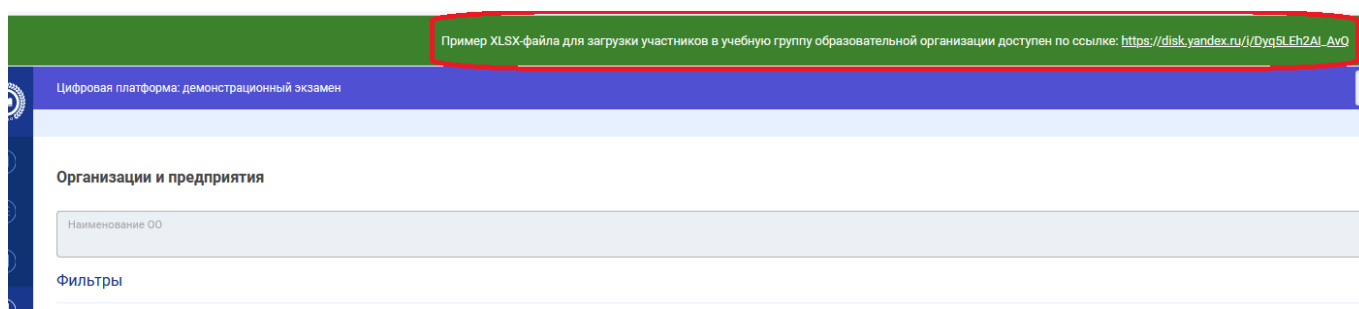 Пример XLSX-файла для загрузки участников в учебную группу образовательной организации доступен по ссылке: https://disk.yandex.ru/i/Dyq5LEh2AI_AvQ
Цифровая платформа: демонстрационный экзамен
Организации и предприятия
Наименование ОО
Фильтры